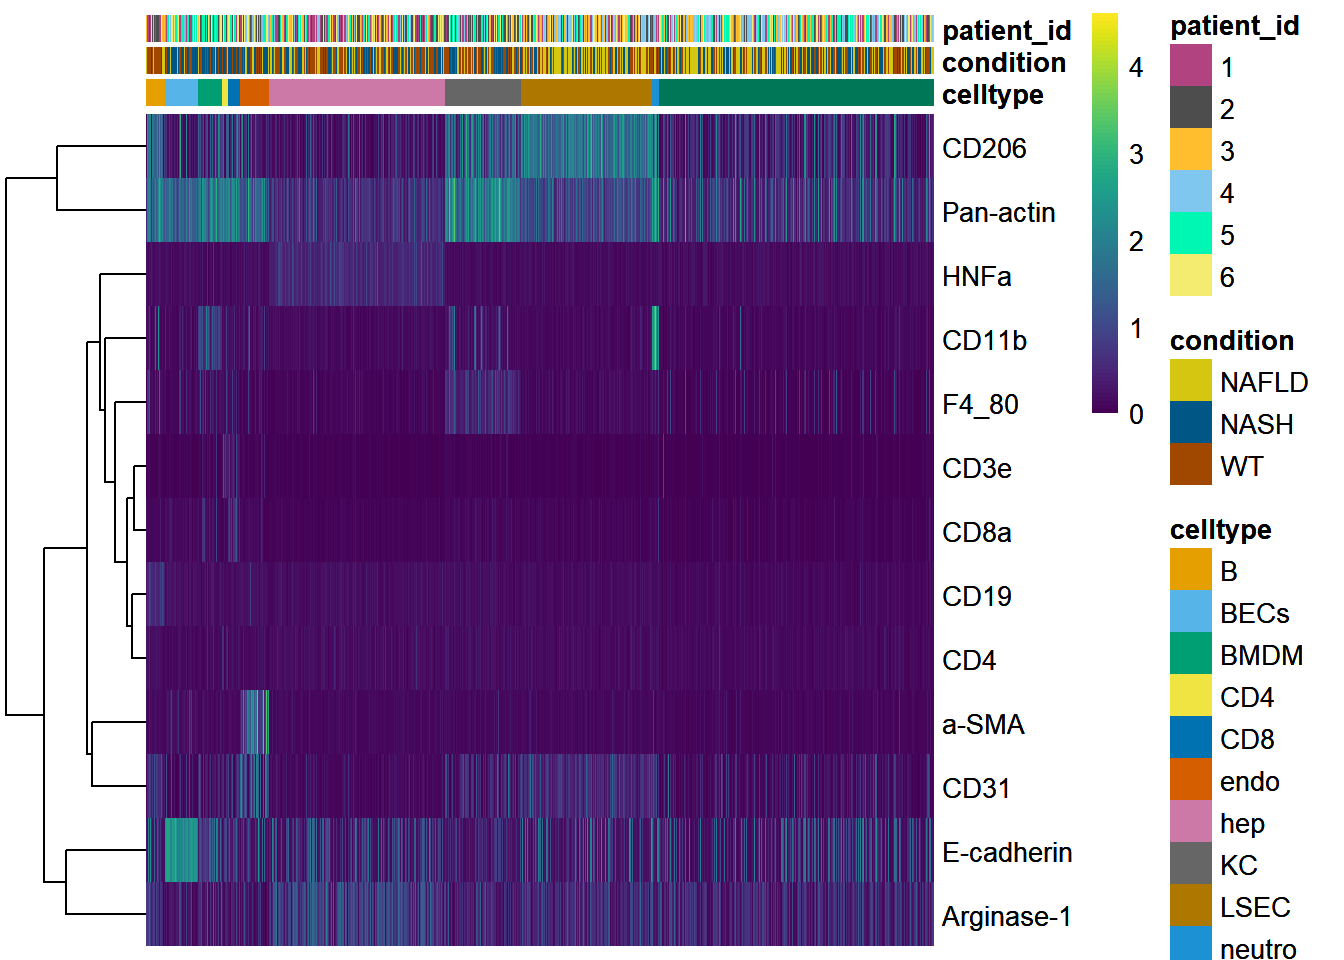 patient_id
condition
celltype
CD206
Pan-actin
HNFa
CD11b
F4_80
CD3e
CD8a
CD19
CD4
a-SMA
CD31
E-cadherin
Arginase-1
4
3
2
1
0
patient_id
1
2
3
4
5
6
condition
NAFLD
NASH
WT
celltype
B
BECs
BMDM
CD4
CD8
endo
hep
KC
LSEC
neutro